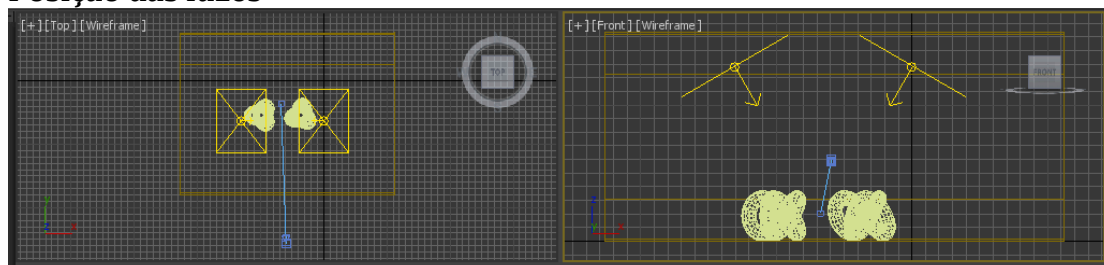 Posição das luzes
[+][Top][Wireframe]
TOP
y
z
x
[+][Front][Wireframe]
FRONT
z
y
x